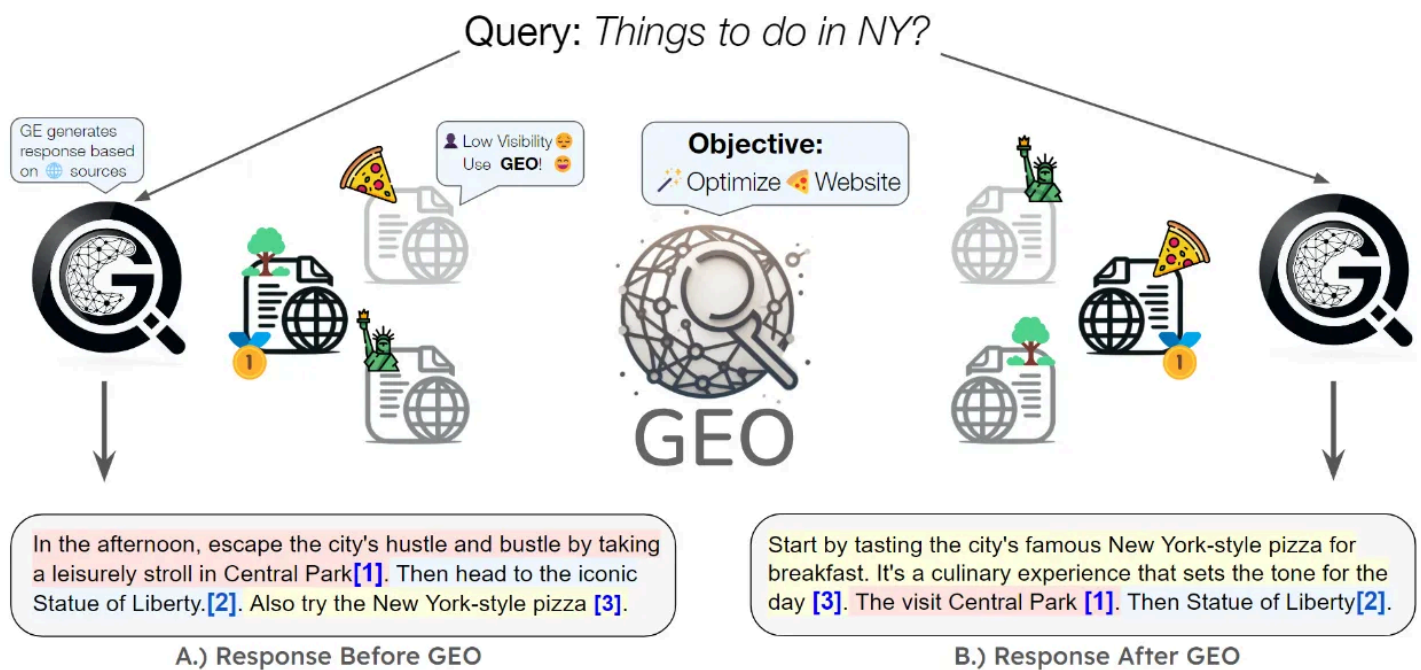 Query: Things to do in NY?
GE generates
response based
on 🌐 sources
👤 Low Visibility 😔
Use GEO! 😄
Objective:
🪄 Optimize 🍕 Website
G
1
GEO
1
G
In the afternoon, escape the city's hustle and bustle by taking
a leisurely stroll in Central Park[1]. Then head to the iconic
Statue of Liberty.[2]. Also try the New York-style pizza [3].
A.) Response Before GEO
Start by tasting the city's famous New York-style pizza for
breakfast. It's a culinary experience that sets the tone for the
day [3]. The visit Central Park [1]. Then Statue of Liberty[2].
B.) Response After GEO